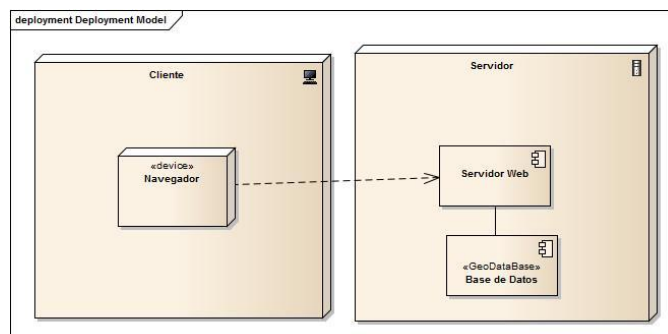 deployment Deployment Model
Cliente
Servidor
«device»
Navegador
Servidor Web
«GeoDataBase»
Base de Datos